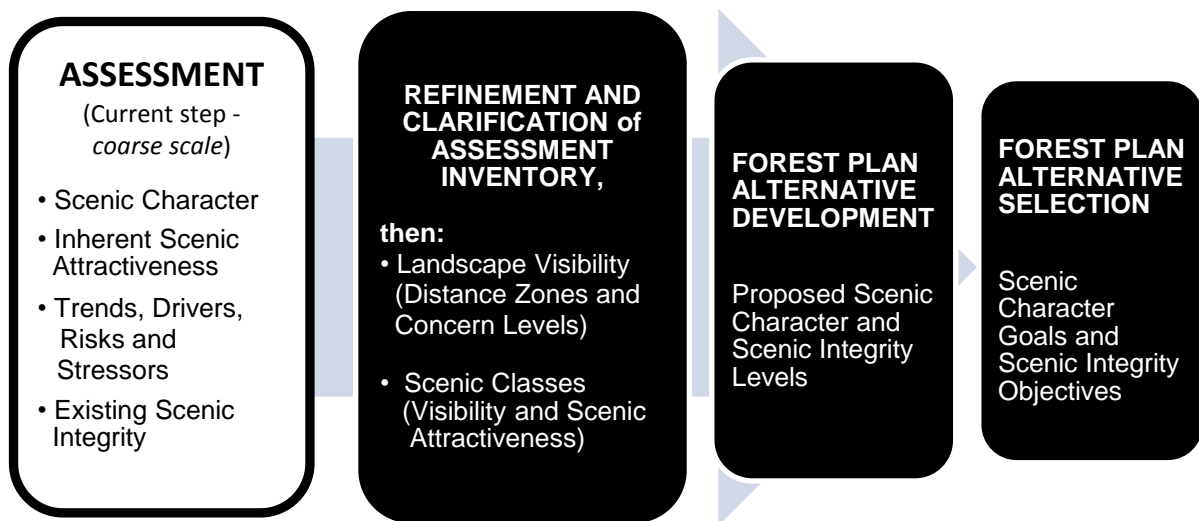 ASSESSMENT
(Current step -
coarse scale)
• Scenic Character
• Inherent Scenic
Attractiveness
• Trends, Drivers,
Risks and
Stressors
• Existing Scenic
Integrity
REFINEMENT AND
CLARIFICATION of
ASSESSMENT
INVENTORY,
then:
• Landscape Visibility
(Distance Zones and
Concern Levels)
• Scenic Classes
(Visibility and Scenic
Attractiveness)
FOREST PLAN
ALTERNATIVE
DEVELOPMENT
Proposed Scenic
Character and
Scenic Integrity
Levels
FOREST PLAN
ALTERNATIVE
SELECTION
Scenic
Character
Goals and
Scenic Integrity
Objectives